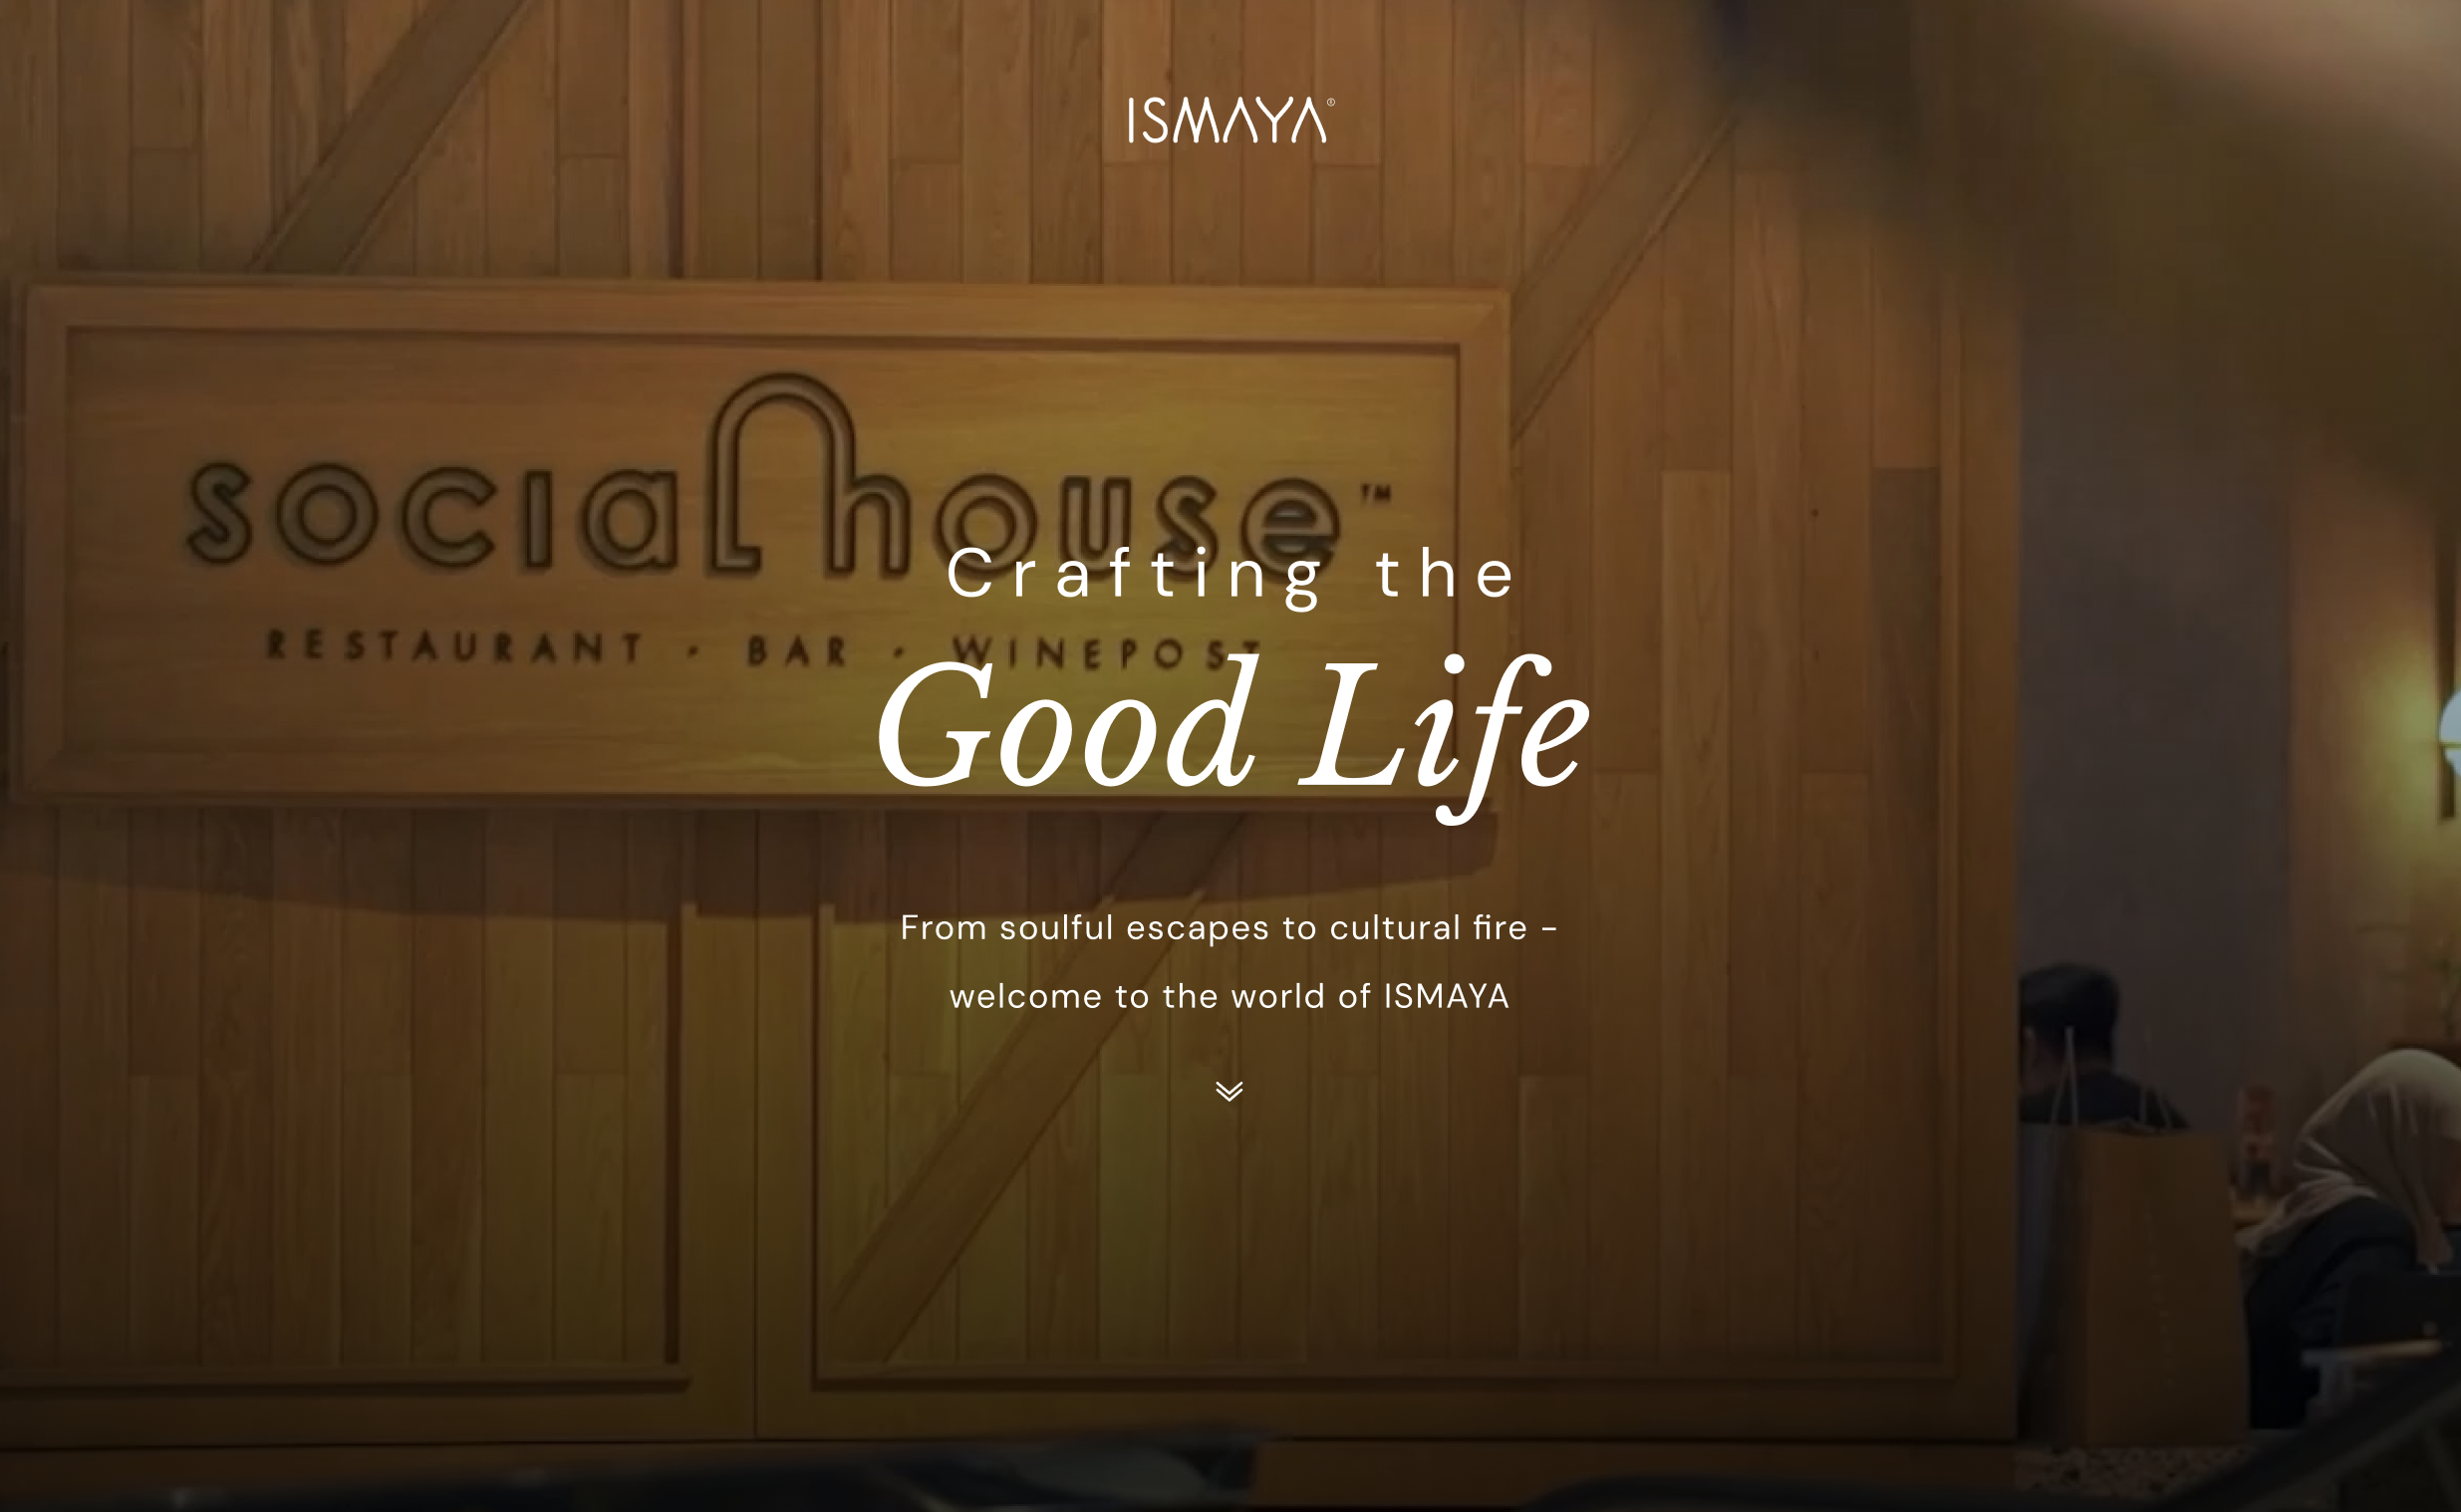 ISMAYA®
socialhouse™
Crafting the
RESTAURANT · BAR · WINEPOST
Good Life
From soulful escapes to cultural fire -
welcome to the world of ISMAYA